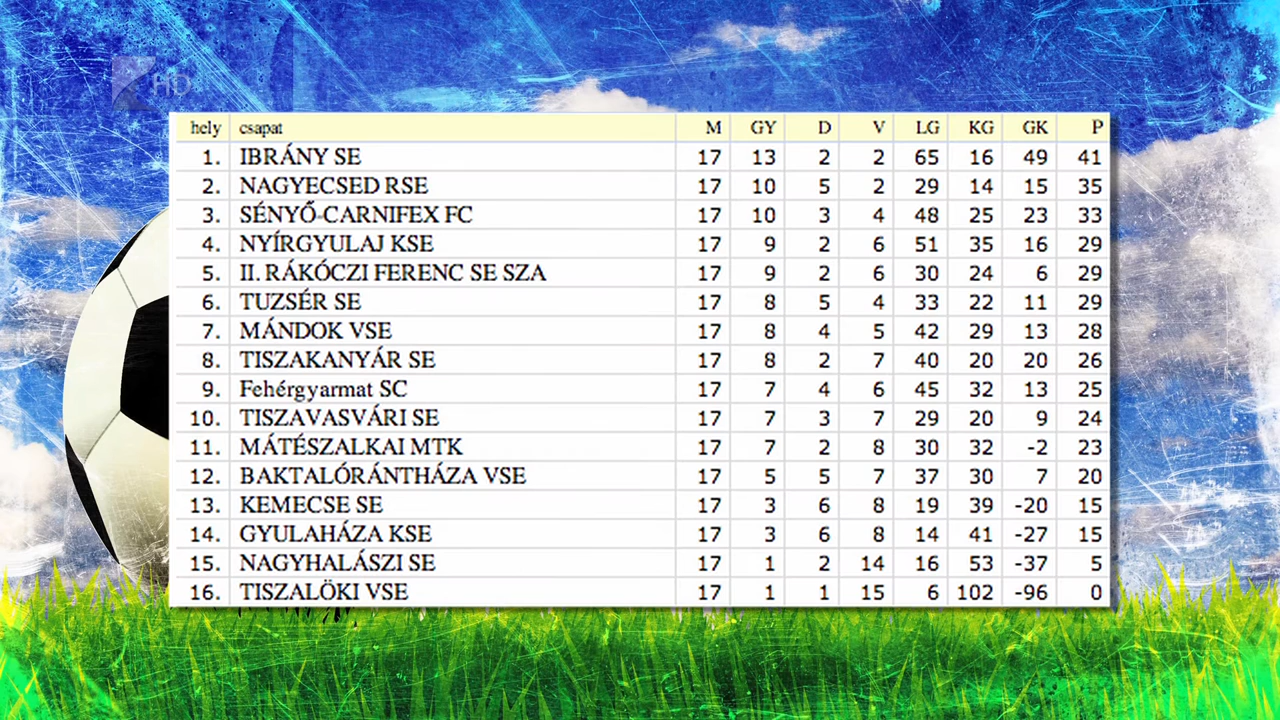 HD
hely csapat M GY D V LG KG GK P
1. IBRÁNY SE 17 13 2 2 65 16 49 41
2. NAGYECSED RSE 17 10 5 2 29 14 15 35
3. SÉNYŐ-CARNIFEX FC 17 10 3 4 48 25 23 33
4. NYÍRGYULAJ KSE 17 9 2 6 51 35 16 29
5. II. RÁKÓCZI FERENC SE SZA 17 9 2 6 30 24 6 29
6. TUZSÉR SE 17 8 5 4 33 22 11 29
7. MÁNDOK VSE 17 8 4 5 42 29 13 28
8. TISZAKANYÁR SE 17 8 2 7 40 20 20 26
9. Fehérgyarmat SC 17 7 4 6 45 32 13 25
10. TISZAVASVÁRI SE 17 7 3 7 29 20 9 24
11. MÁTÉSZALKAI MTK 17 7 2 8 30 32 -2 23
12. BAKTALÓRÁNTHÁZA VSE 17 5 5 7 37 30 7 20
13. KEMECSE SE 17 3 6 8 19 39 -20 15
14. GYULAHÁZA KSE 17 3 6 8 14 41 -27 15
15. NAGYHALÁSZI SE 17 1 2 14 16 53 -37 5
16. TISZALÖKI VSE 17 1 1 15 6 102 -96 0